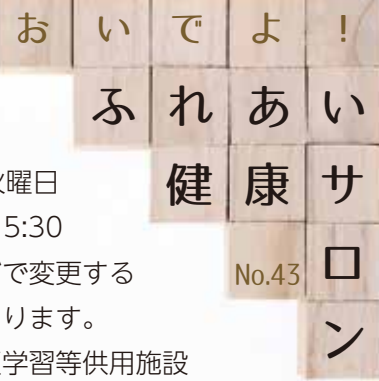 おいでよ!
ふれあい
健康サロン
No.43
火曜日
5:30
で変更する
ります。
学習等供用施設